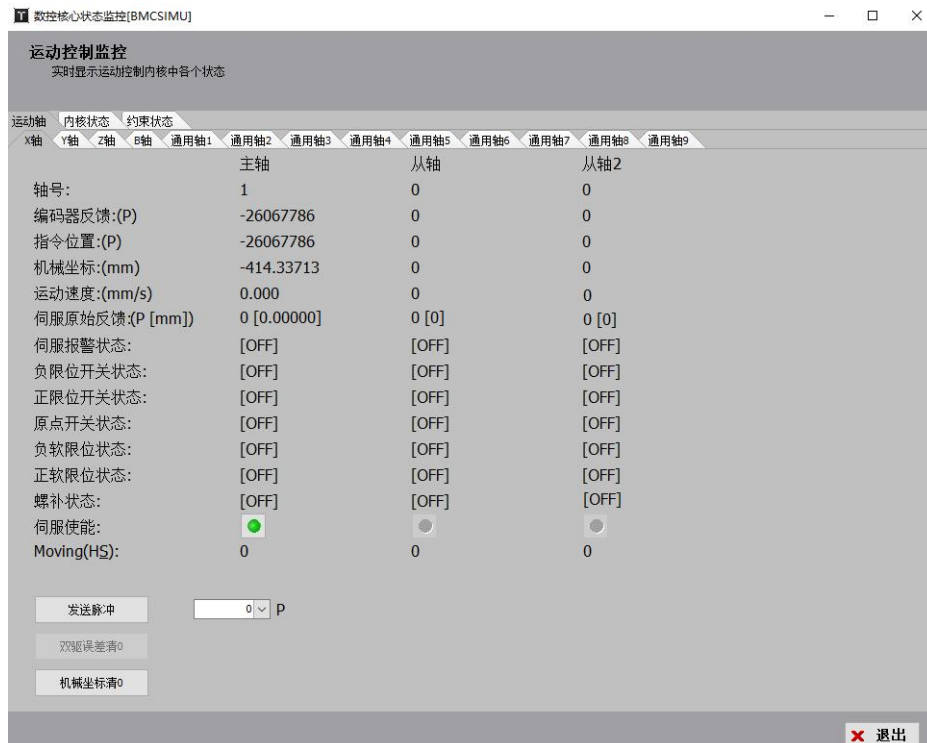 数控核心状态监控[BMCSIMU]
运动控制监控
实时显示运动控制内核中各个状态
运动轴 内核状态 约束状态
X轴 Y轴 Z轴 B轴 通用轴1 通用轴2 通用轴3 通用轴4 通用轴5 通用轴6 通用轴7 通用轴8 通用轴9
主轴 从轴 从轴2
轴号: 1 0 0
编码器反馈:(P) -26067786 0 0
指令位置:(P) -26067786 0 0
机械坐标:(mm) -414.33713 0 0
运动速度:(mm/s) 0.000 0 0
伺服原始反馈:(P [mm]) 0 [0.00000] 0 [0] 0 [0]
伺服报警状态: [OFF] [OFF] [OFF]
负限位开关状态: [OFF] [OFF] [OFF]
正限位开关状态: [OFF] [OFF] [OFF]
原点开关状态: [OFF] [OFF] [OFF]
负软限位状态: [OFF] [OFF] [OFF]
正软限位状态: [OFF] [OFF] [OFF]
螺补状态: [OFF] [OFF] [OFF]
伺服使能:
Moving(HS): 0 0 0
发送脉冲 0 P
双驱误差清0
机械坐标清0
退出